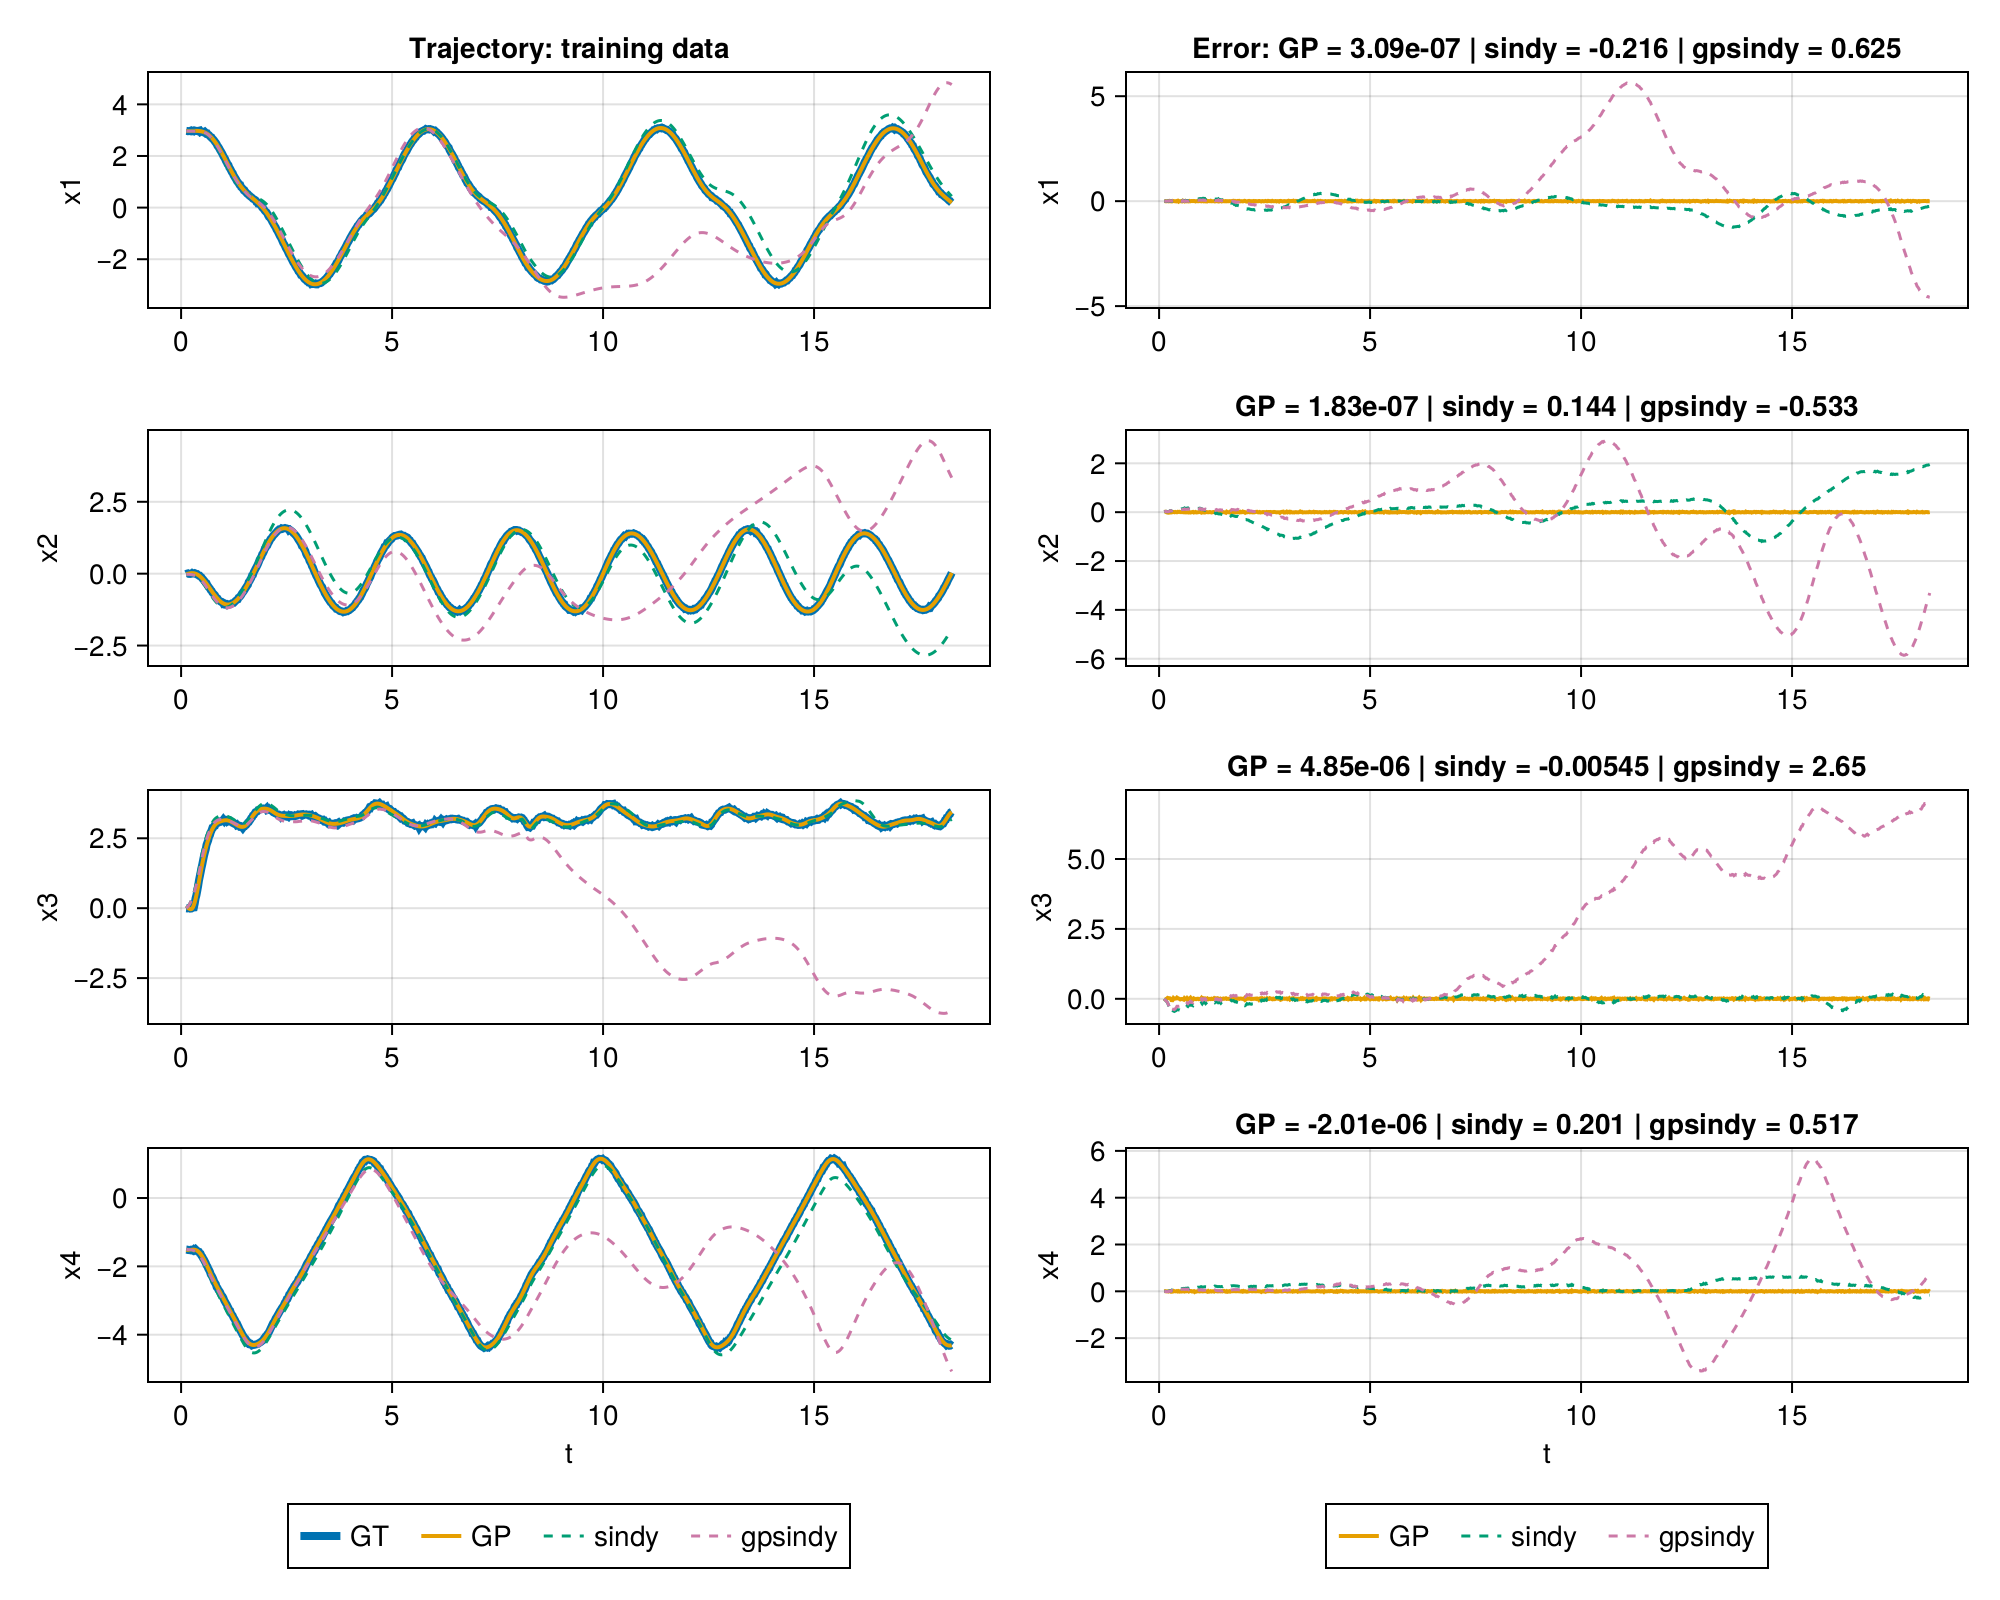 Trajectory: training data
Error: GP = 3.09e-07 | sindy = -0.216 | gpsindy = 0.625
x1
4
2
0
−2
0 5 10 15
x1
5
0
−5
0 5 10 15
GP = 1.83e-07 | sindy = 0.144 | gpsindy = -0.533
x2
2.5
0.0
−2.5
0 5 10 15
x2
2
0
−2
−4
−6
0 5 10 15
GP = 4.85e-06 | sindy = -0.00545 | gpsindy = 2.65
x3
2.5
0.0
−2.5
0 5 10 15
x3
5.0
2.5
0.0
0 5 10 15
GP = -2.01e-06 | sindy = 0.201 | gpsindy = 0.517
x4
0
−2
−4
0 5 10 15
t
x4
6
4
2
0
−2
0 5 10 15
t
GT GP sindy gpsindy
GP sindy gpsindy